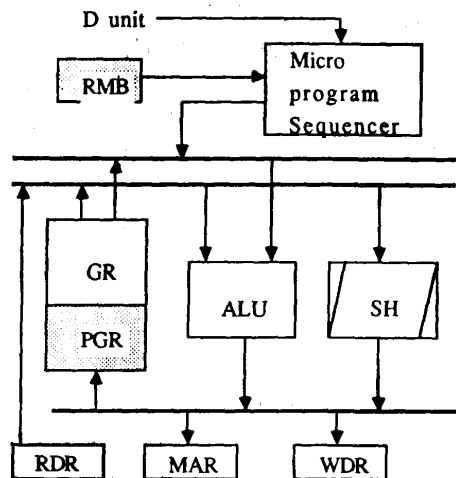 D unit
RMB
Micro
program
Sequencer
GR
PGR
ALU
SH
RDR
MAR
WDR